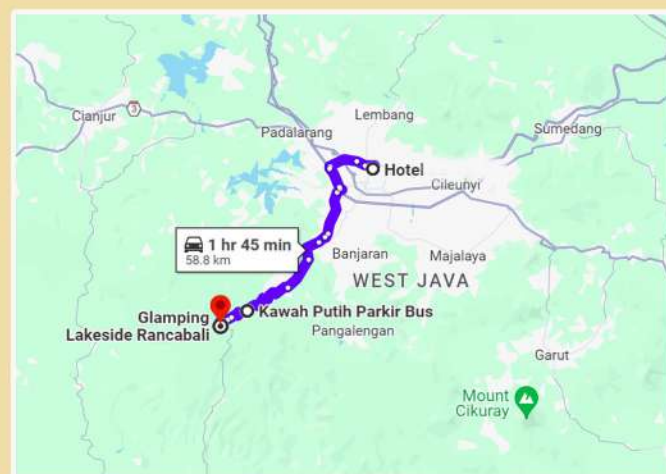 Lembang
3
Cianjur
Padalarang
Sumedang
Hotel
Cileunyi
1 hr 45 min
58.8 km
Banjaran
Majalaya
WEST JAVA
Glamping
Lakeside Rancabali
Kawah Putih Parkir Bus
Pangalengan
Garut
Mount
Cikuray